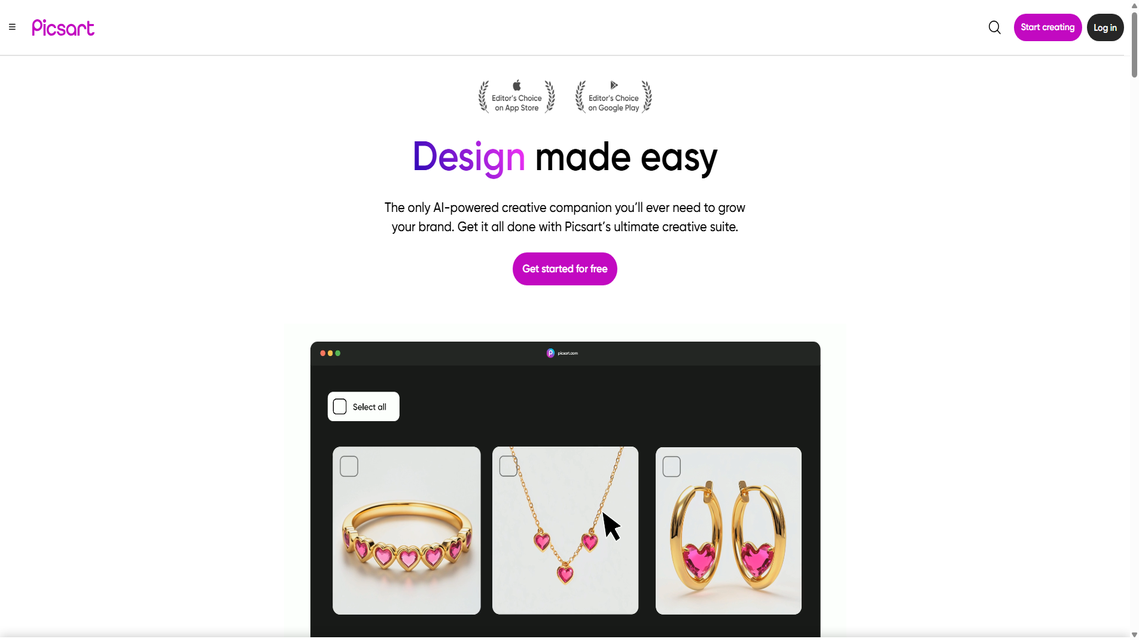 Picsart
Start creating
Log in
Editor's Choice
on App Store
Editor's Choice
on Google Play
Design made easy
The only AI-powered creative companion you'll ever need to grow
your brand. Get it all done with Picsart's ultimate creative suite.
Get started for free
picsart.com
Select all